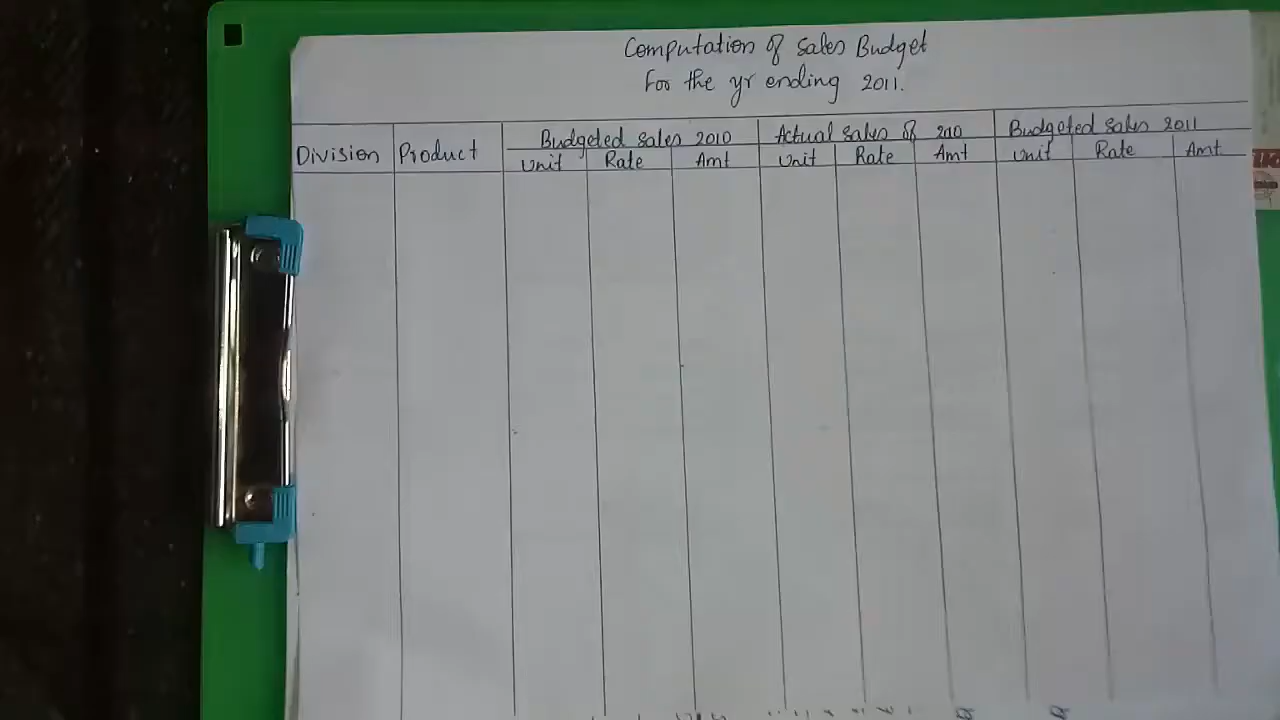 Computation of Sales Budget
For the yr ending 2011.
Division Product Budgeted Sales 2010 Actual Sales of 2010 Budgeted Sales 2011
Unit Rate Amt Unit Rate Amt Unit Rate Amt